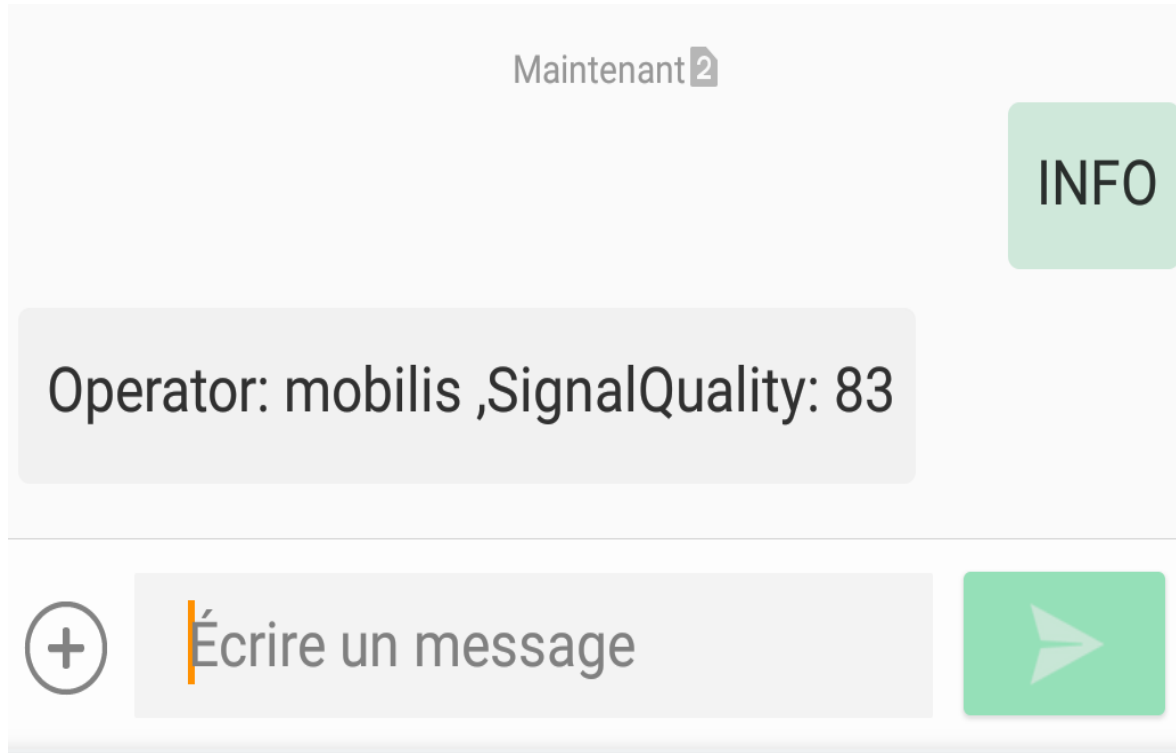 Maintenant 2
INFO
Operator: mobilis ,SignalQuality: 83
Écrire un message